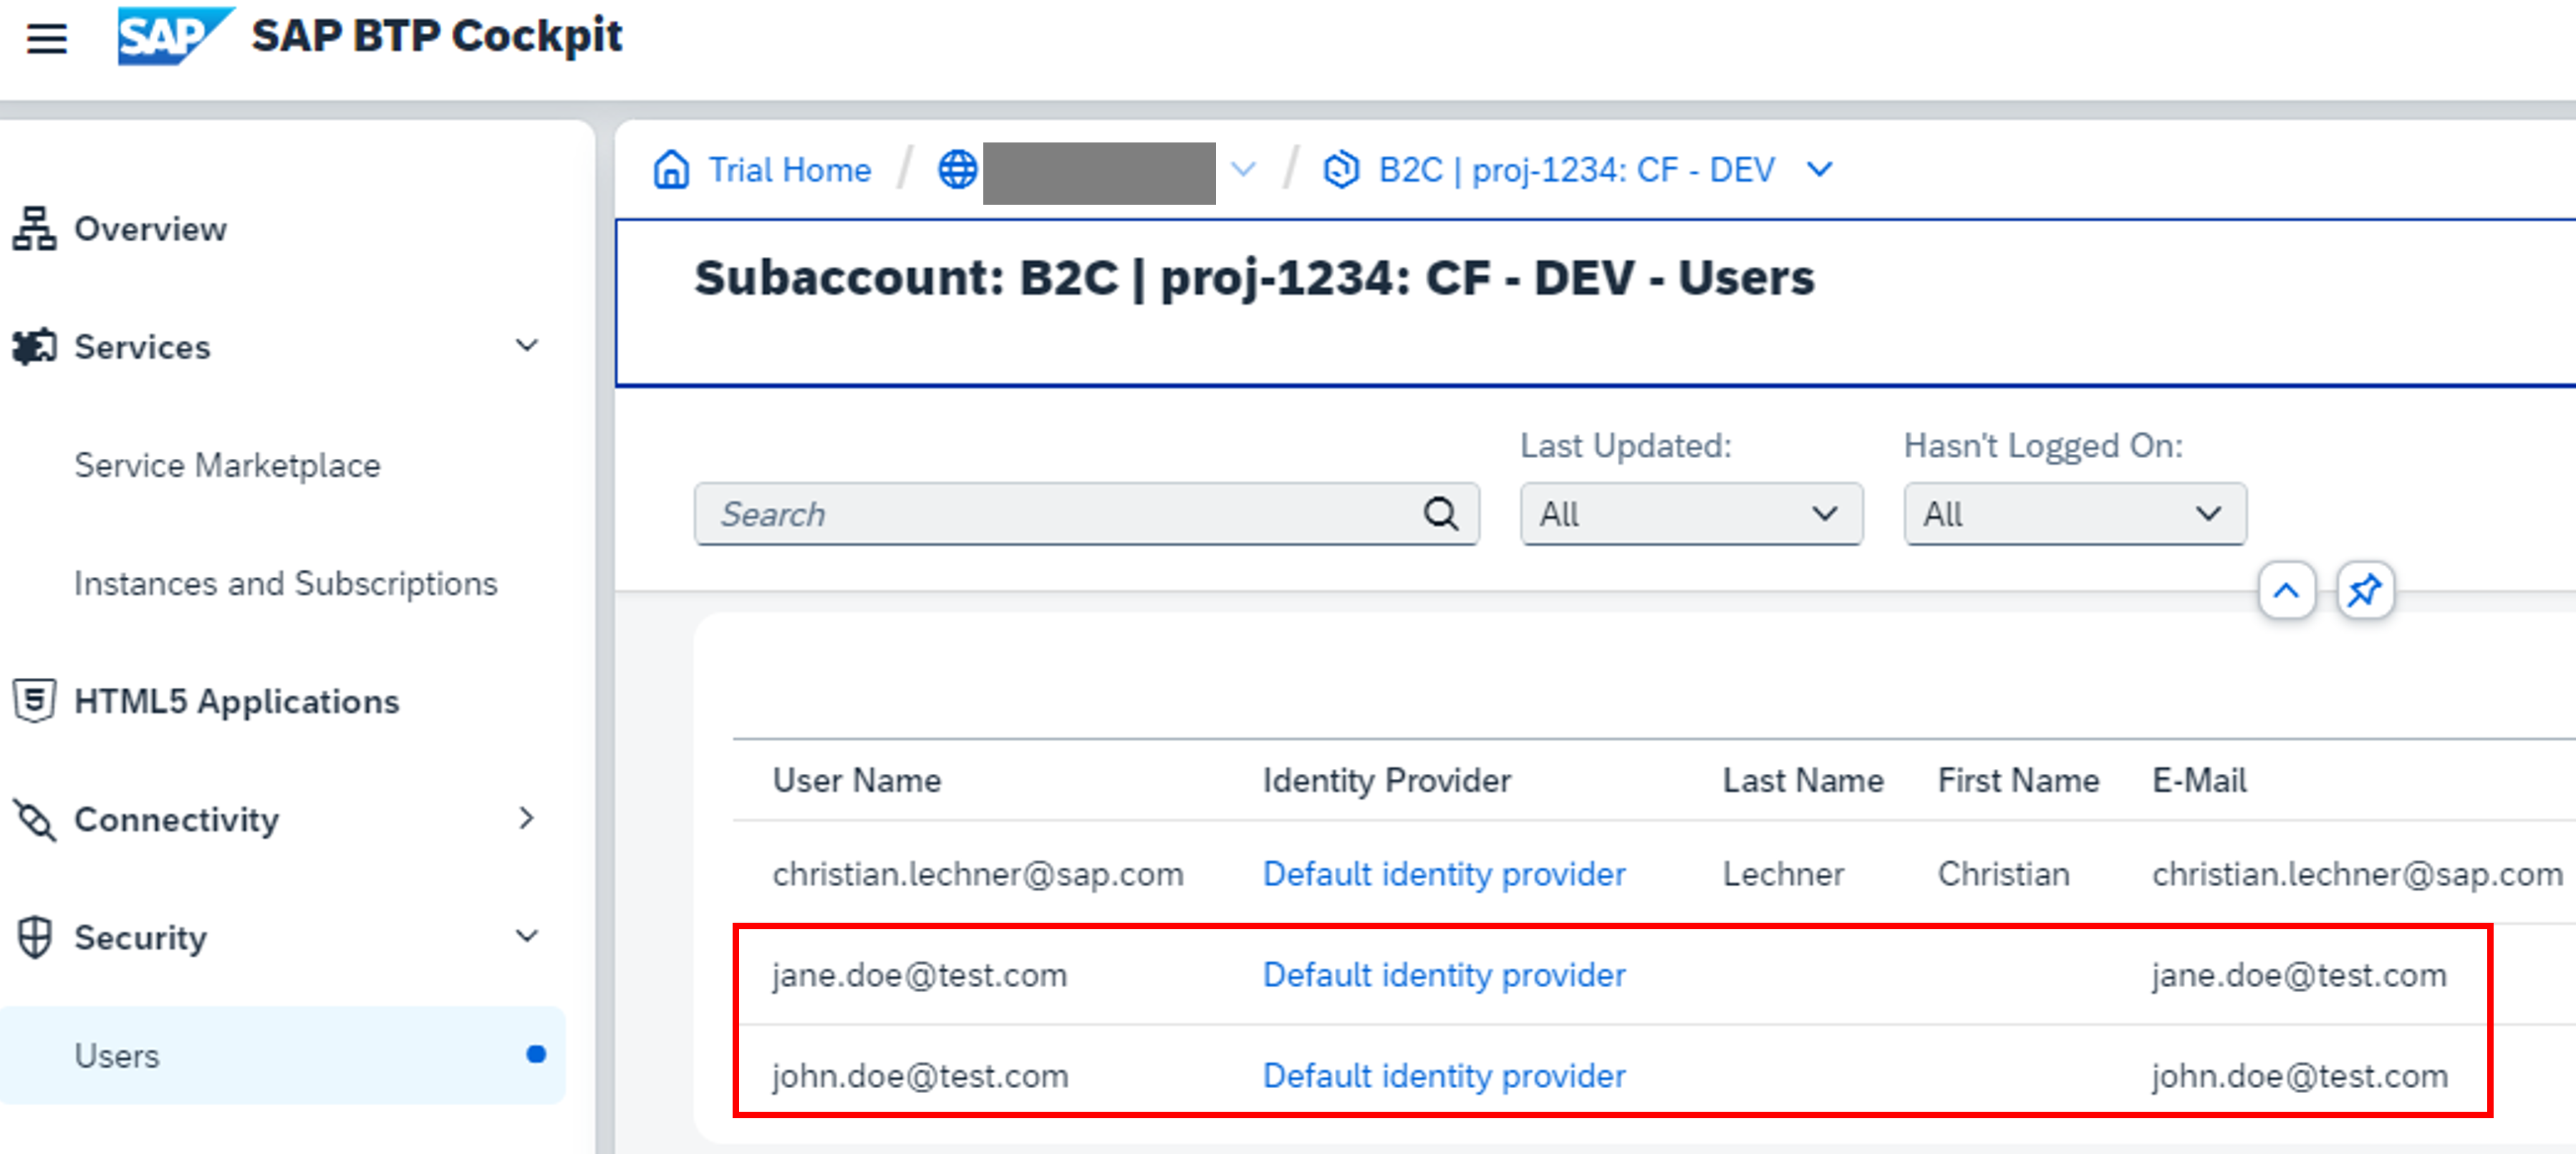 SAP SAP BTP Cockpit
Trial Home / / B2C | proj-1234: CF - DEV
Subaccount: B2C | proj-1234: CF - DEV - Users
Overview
Services
Service Marketplace
Instances and Subscriptions
HTML5 Applications
Connectivity
Security
Users
Last Updated: Hasn't Logged On:
Search All All
User Name Identity Provider Last Name First Name E-Mail
christian.lechner@sap.com Default identity provider Lechner Christian christian.lechner@sap.com
jane.doe@test.com Default identity provider jane.doe@test.com
john.doe@test.com Default identity provider john.doe@test.com